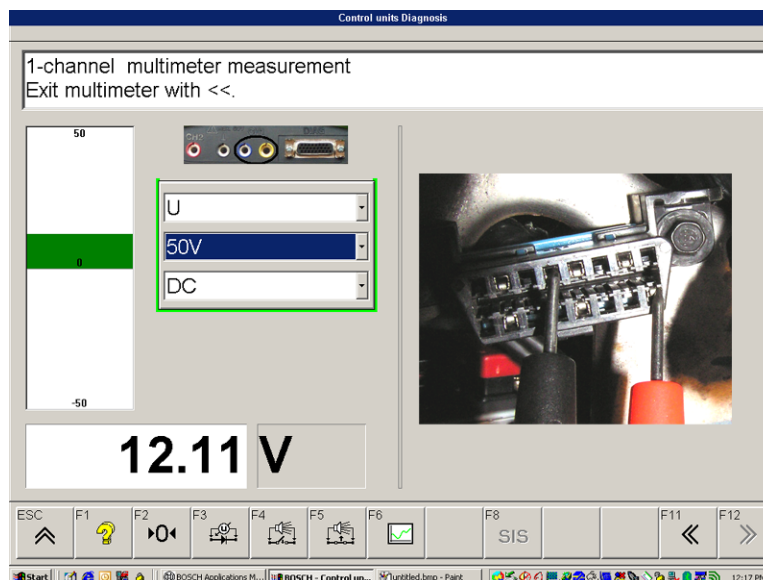 Control units Diagnosis
1-channel multimeter measurement
Exit multimeter with <<.
50
0
-50
CH2
U
50V
DC
12.11 V
ESC F1 F2 F3 F4 F5 F6 F8 F11 F12
SIS
Start BOSCH Applications M... BOSCH - Control un... untitled.bmp - Paint